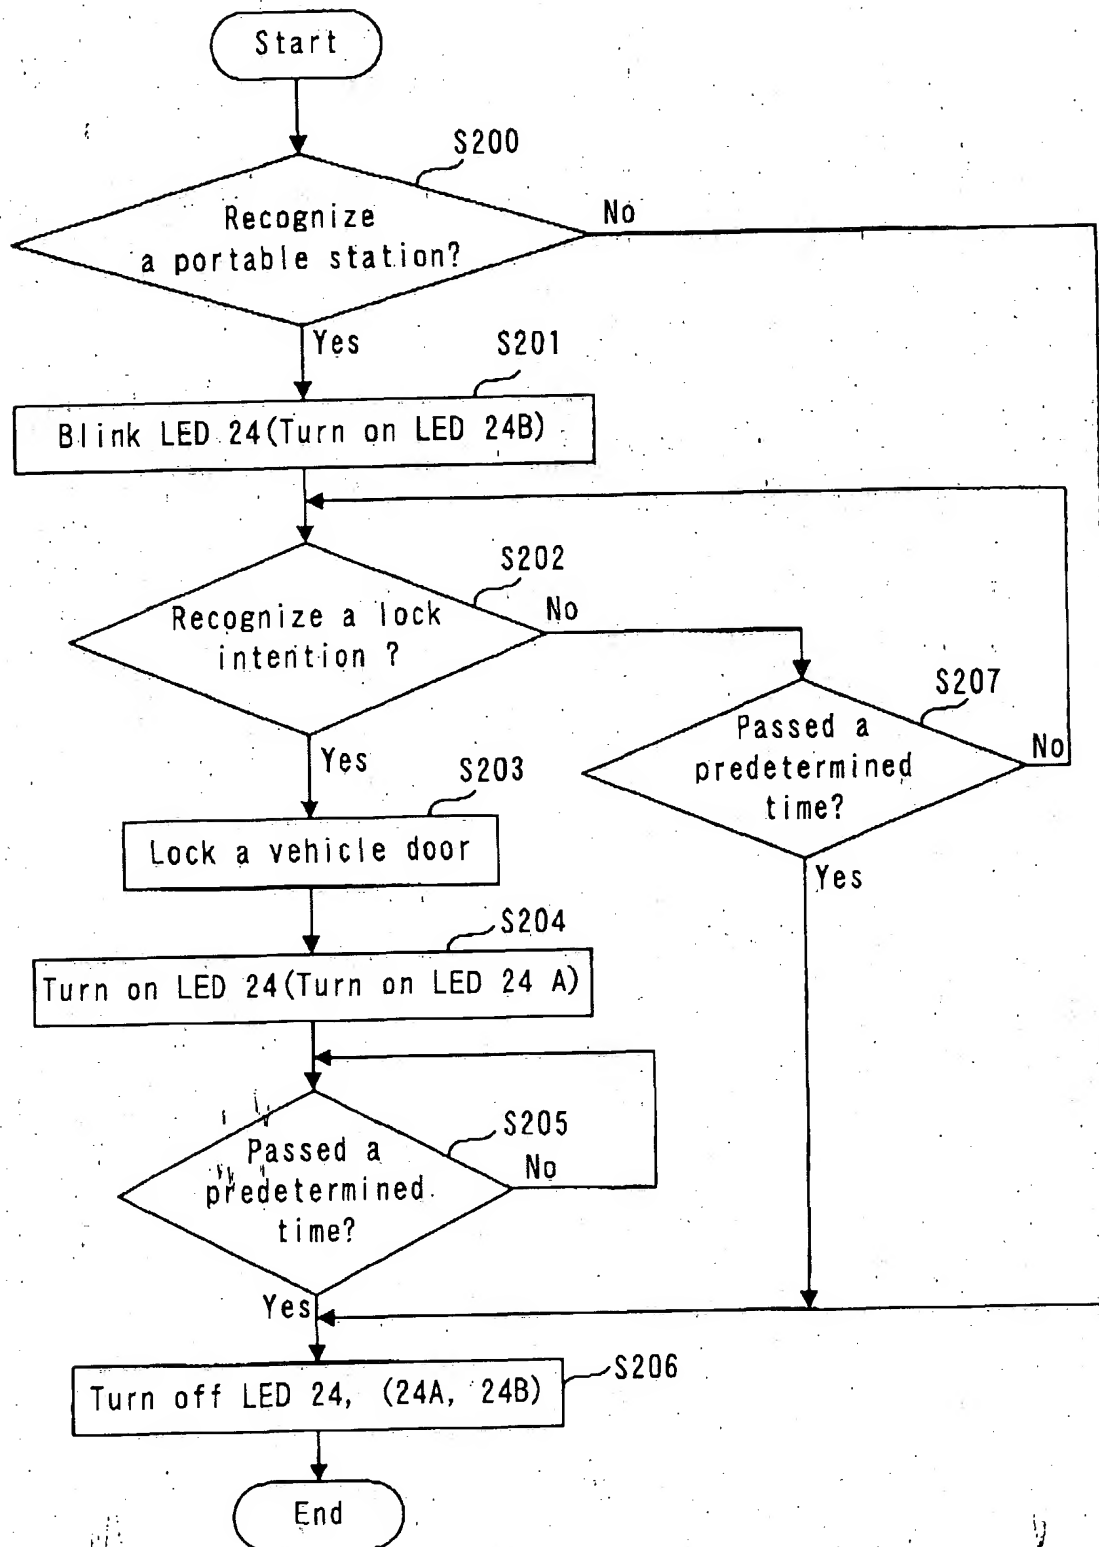 Start
S200
Recognize
a portable station?
No
Yes
S201
Blink LED 24(Turn on LED 24B)
S202
Recognize a lock
intention ?
No
S207
Passed a
predetermined
time?
No
Yes
Yes
S203
Lock a vehicle door
S204
Turn on LED 24(Turn on LED 24 A)
S205
Passed a
predetermined
time?
No
Yes
S206
Turn off LED 24, (24A, 24B)
End